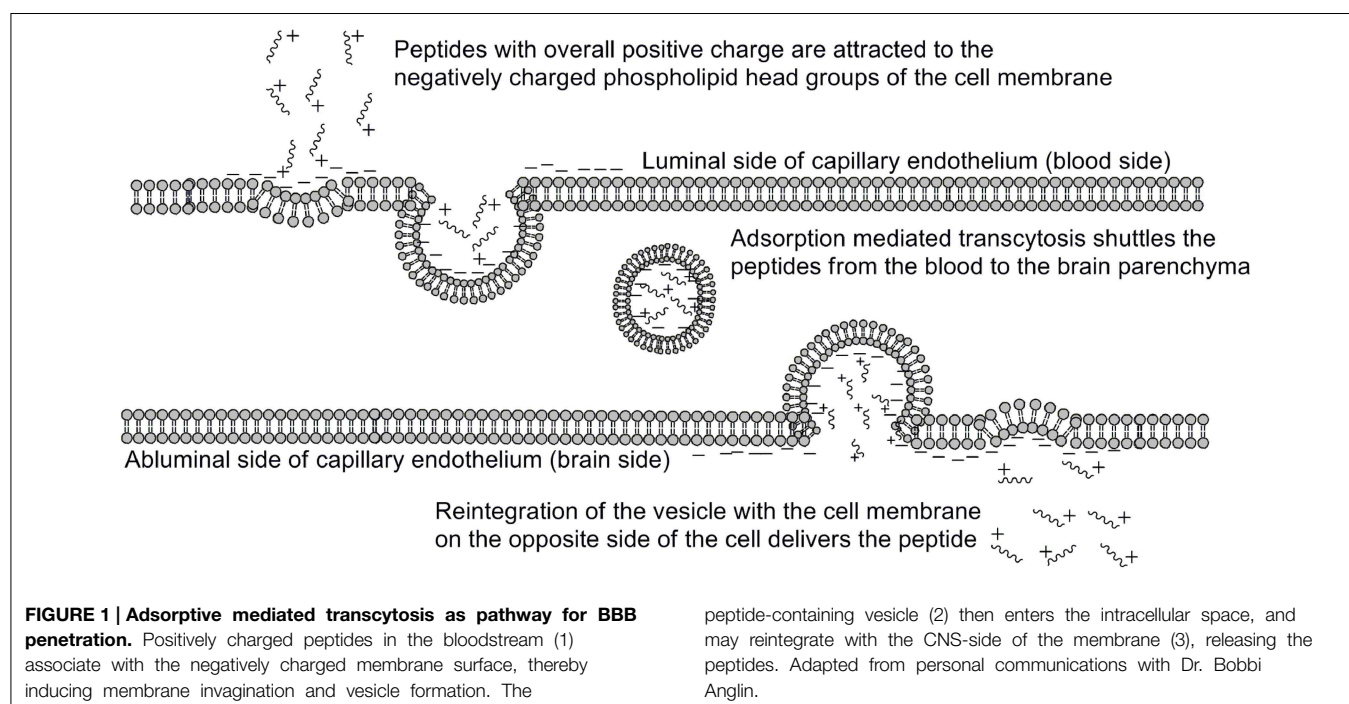 Peptides with overall positive charge are attracted to the
negatively charged phospholipid head groups of the cell membrane
Luminal side of capillary endothelium (blood side)
Adsorption mediated transcytosis shuttles the
peptides from the blood to the brain parenchyma
Abluminal side of capillary endothelium (brain side)
Reintegration of the vesicle with the cell membrane
on the opposite side of the cell delivers the peptide
FIGURE 1 | Adsorptive mediated transcytosis as pathway for BBB
penetration. Positively charged peptides in the bloodstream (1)
associate with the negatively charged membrane surface, thereby
inducing membrane invagination and vesicle formation. The
peptide-containing vesicle (2) then enters the intracellular space, and
may reintegrate with the CNS-side of the membrane (3), releasing the
peptides. Adapted from personal communications with Dr. Bobbi
Anglin.